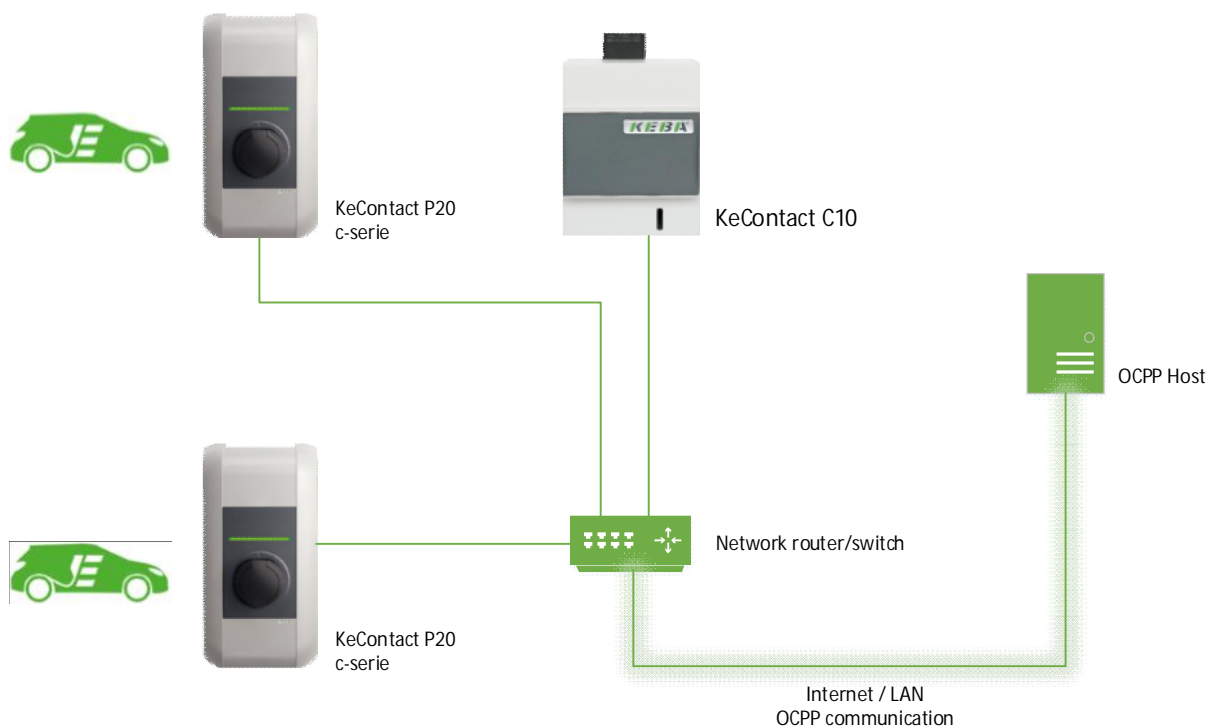 KEBA
KeContact P20
c-serie
KeContact C10
OCPP Host
Network router/switch
KeContact P20
c-serie
Internet / LAN
OCPP communication